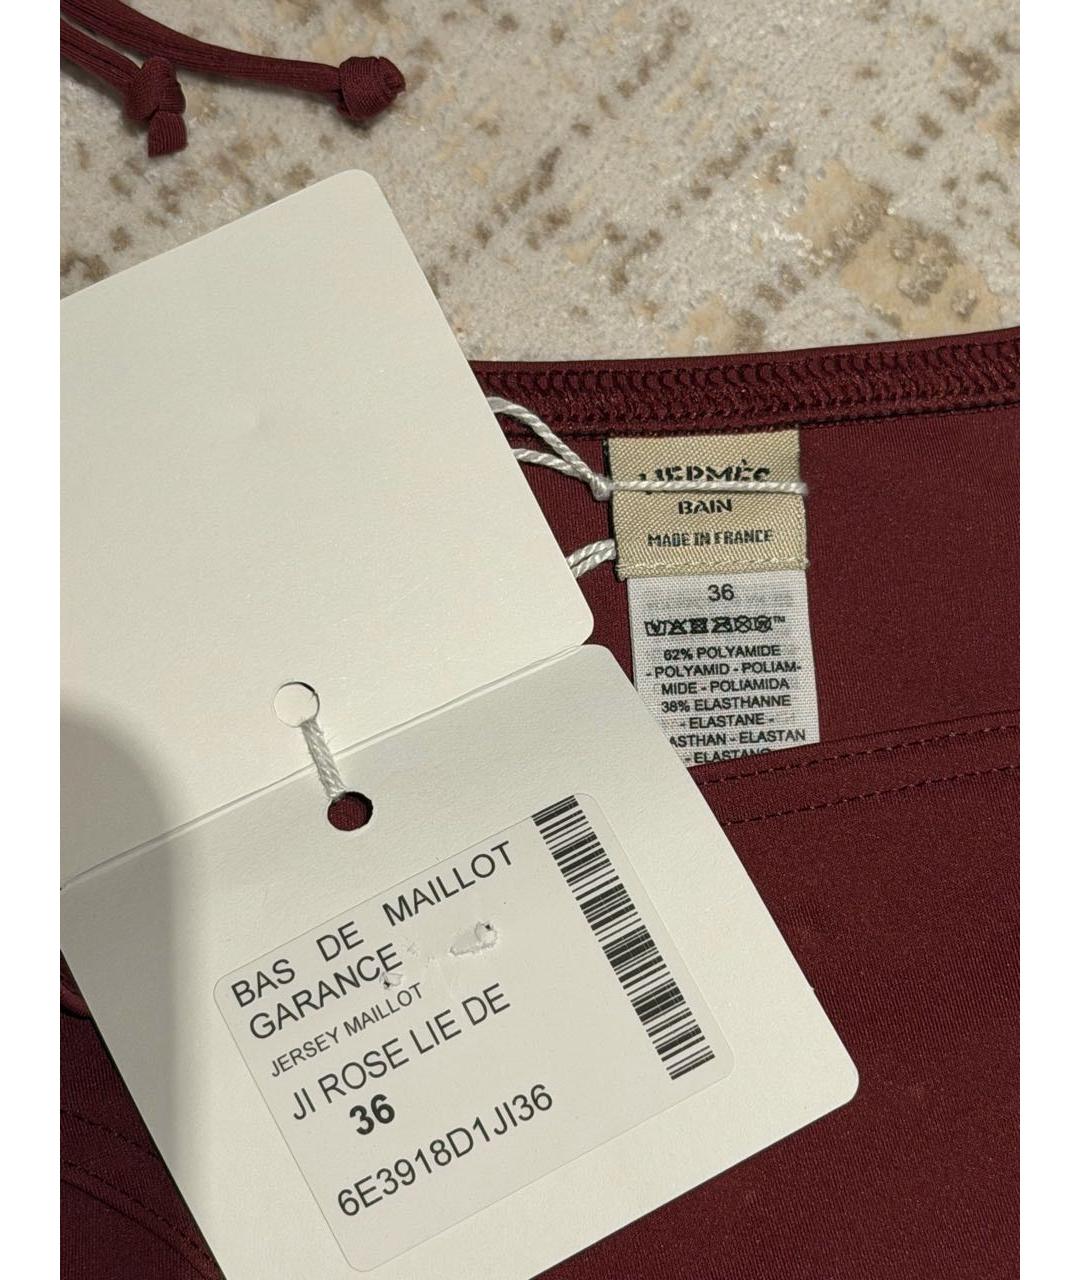 HERMÈS
BAIN
MADE IN FRANCE
36
62% POLYAMIDE
- POLYAMID - POLIAM-
MIDE - POLIAMIDA
38% ELASTHANNE
- ELASTANE -
ASTHAN - ELASTAN
- ELASTANO
BAS DE MAILLOT
GARANCE
JERSEY MAILLOT
JI ROSE LIE DE
36
6E3918D1JI36